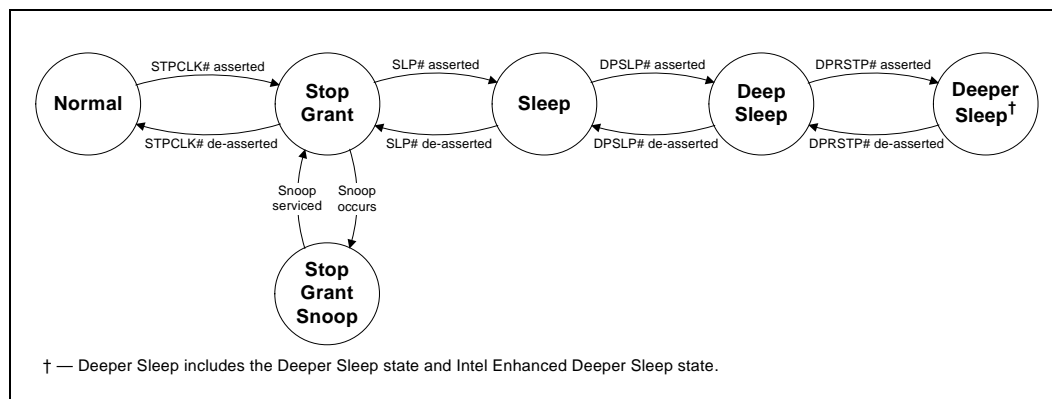 STPCLK# asserted
SLP# asserted
DPSLP# asserted
DPRSTP# asserted
Normal
Stop
Grant
Sleep
Deep
Sleep
Deeper
Sleep†
STPCLK# de-asserted
SLP# de-asserted
DPSLP# de-asserted
DPRSTP# de-asserted
Snoop
serviced
Snoop
occurs
Stop
Grant
Snoop
† — Deeper Sleep includes the Deeper Sleep state and Intel Enhanced Deeper Sleep state.